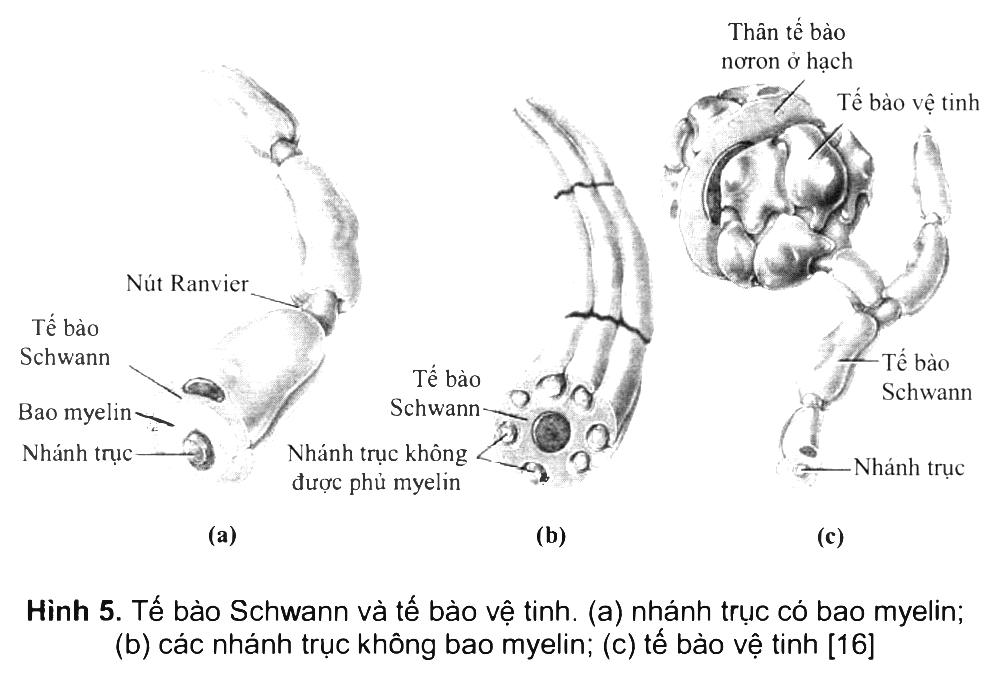 Nút Ranvier
Tế bào
Schwann
Bao myelin
Nhánh trục
(a)
Tế bào
Schwann
Nhánh trục không
được phủ myelin
(b)
Thân tế bào
nơron ở hạch
Tế bào vệ tinh
Tế bào
Schwann
Nhánh trục
(c)
Hình 5. Tế bào Schwann và tế bào vệ tinh. (a) nhánh trục có bao myelin;
(b) các nhánh trục không bao myelin; (c) tế bào vệ tinh [16]